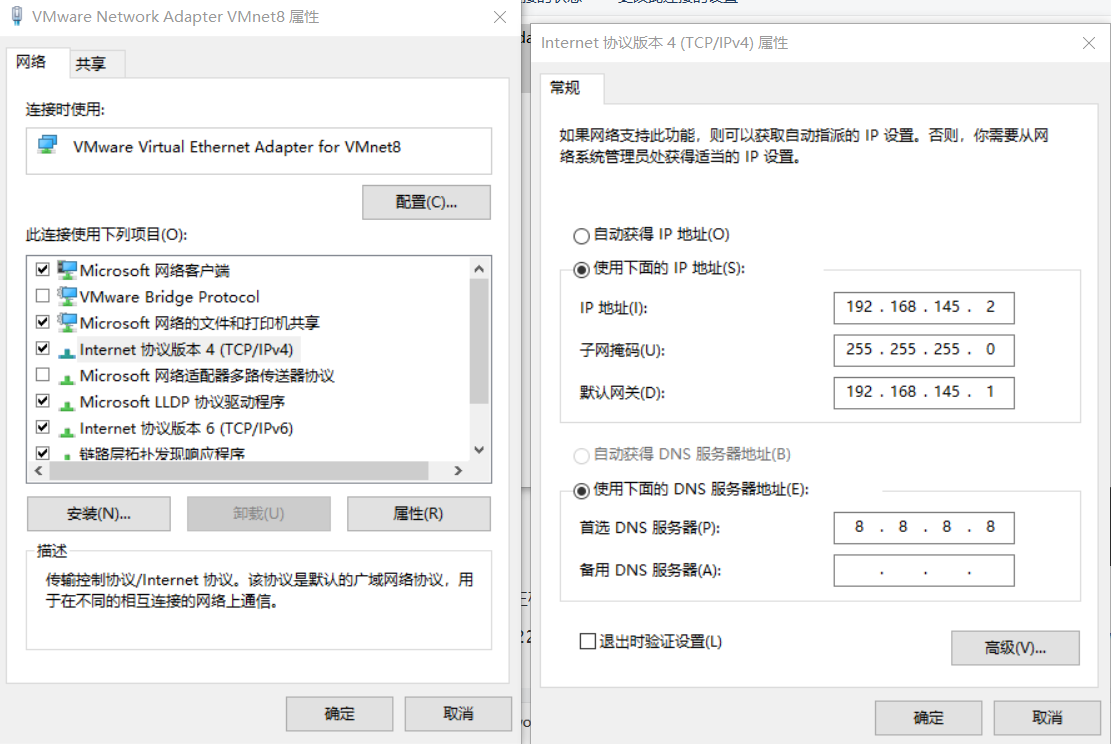 VMware Network Adapter VMnet8 属性
网络
共享
连接时使用:
VMware Virtual Ethernet Adapter for VMnet8
配置(C)...
此连接使用下列项目(O):
Microsoft 网络客户端
VMware Bridge Protocol
Microsoft 网络的文件和打印机共享
Internet 协议版本 4 (TCP/IPv4)
Microsoft 网络适配器多路传送器协议
Microsoft LLDP 协议驱动程序
Internet 协议版本 6 (TCP/IPv6)
链路层拓扑发现响应程序
安装(N)...
卸载(U)
属性(R)
描述
传输控制协议/Internet 协议。该协议是默认的广域网络协议，用
于在不同的相互连接的网络上通信。
确定
取消
Internet 协议版本 4 (TCP/IPv4) 属性
常规
如果网络支持此功能，则可以获取自动指派的 IP 设置。否则，你需要从网
络系统管理员处获得适当的 IP 设置。
自动获得 IP 地址(O)
使用下面的 IP 地址(S):
IP 地址(I):
192 . 168 . 145 . 2
子网掩码(U):
255 . 255 . 255 . 0
默认网关(D):
192 . 168 . 145 . 1
自动获得 DNS 服务器地址(B)
使用下面的 DNS 服务器地址(E):
首选 DNS 服务器(P):
8 . 8 . 8 . 8
备用 DNS 服务器(A):
. . .
退出时验证设置(L)
高级(V)...
确定
取消